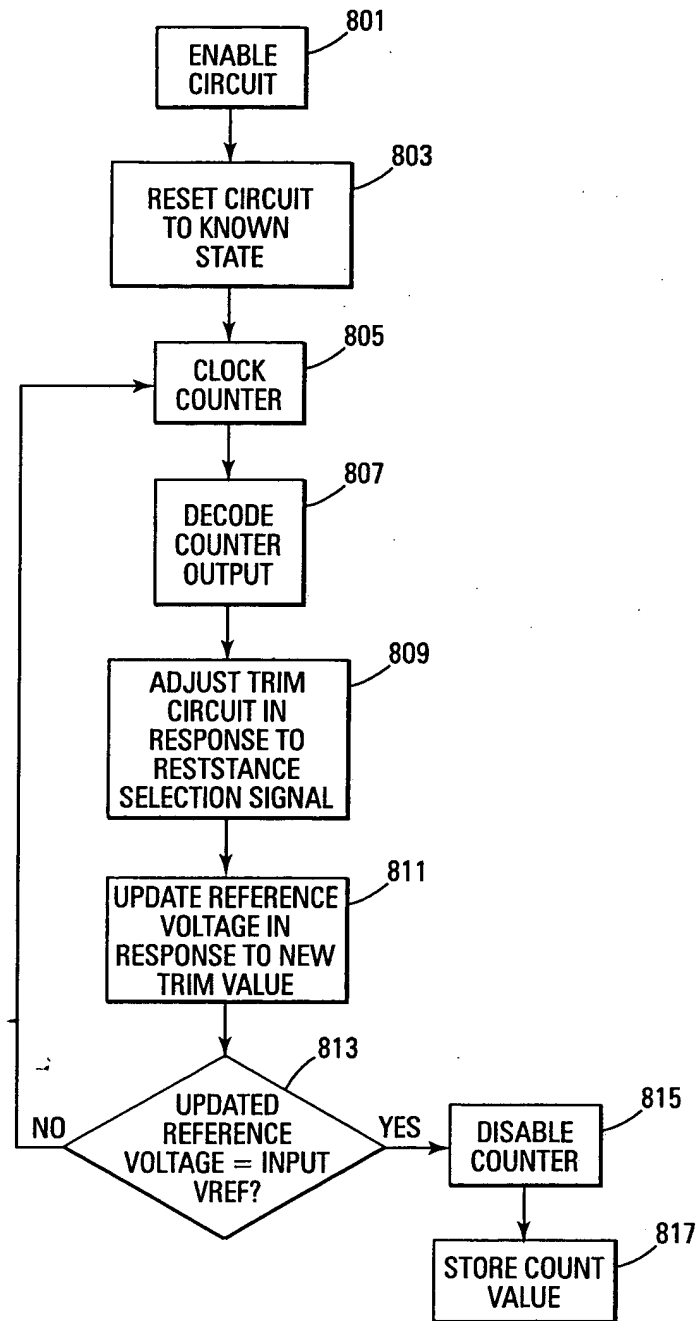 801
ENABLE
CIRCUIT
803
RESET CIRCUIT
TO KNOWN
STATE
805
CLOCK
COUNTER
807
DECODE
COUNTER
OUTPUT
809
ADJUST TRIM
CIRCUIT IN
RESPONSE TO
RESTSTANCE
SELECTION SIGNAL
811
UPDATE REFERENCE
VOLTAGE IN
RESPONSE TO NEW
TRIM VALUE
813
UPDATED
REFERENCE
VOLTAGE = INPUT
VREF?
NO
YES
815
DISABLE
COUNTER
817
STORE COUNT
VALUE